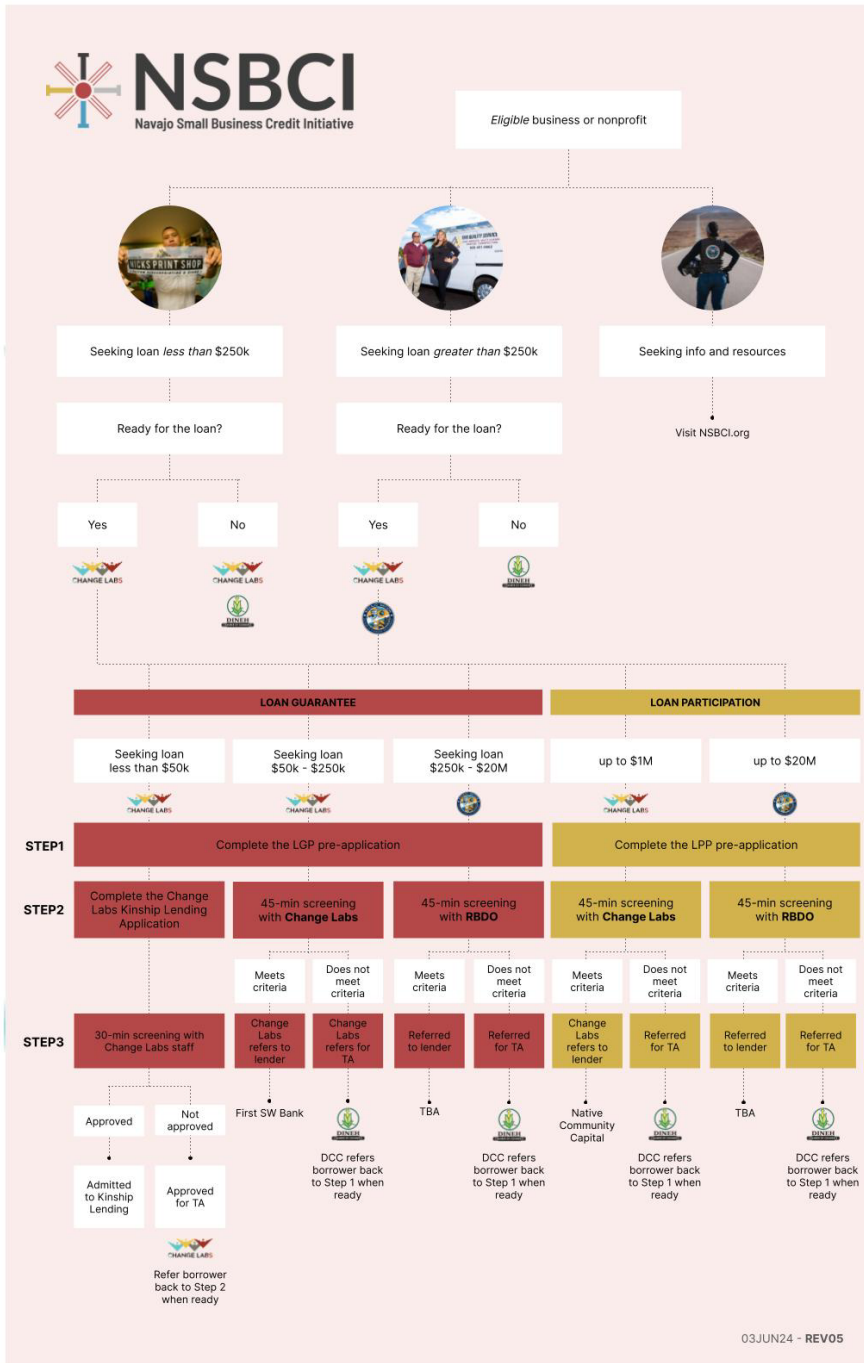 NSBCI
Navajo Small Business Credit Initiative
Eligible business or nonprofit
NICKS PRINT SHOP
Seeking loan less than $250k
Seeking loan greater than $250k
Seeking info and resources
Ready for the loan?
Ready for the loan?
Visit NSBCI.org
Yes
No
Yes
No
CHANGE LABS
CHANGE LABS
CHANGE LABS
DINEH
DINEH
LOAN GUARANTEE
LOAN PARTICIPATION
Seeking loan
less than $50k
Seeking loan
$50k - $250k
Seeking loan
$250k - $20M
up to $1M
up to $20M
CHANGE LABS
CHANGE LABS
CHANGE LABS
STEP1
Complete the LGP pre-application
Complete the LPP pre-application
STEP2
Complete the Change
Labs Kinship Lending
Application
45-min screening
with Change Labs
45-min screening
with RBDO
45-min screening
with Change Labs
45-min screening
with RBDO
Meets
criteria
Does not
meet
criteria
Meets
criteria
Does not
meet
criteria
Meets
criteria
Does not
meet
criteria
Meets
criteria
Does not
meet
criteria
STEP3
30-min screening with
Change Labs staff
Change
Labs
refers to
lender
Change
Labs
refers for
TA
Referred
to lender
Referred
for TA
Change
Labs
refers to
lender
Referred
for TA
Referred
to lender
Referred
for TA
Approved
Not
approved
First SW Bank
DINEH
DCC refers
borrower back
to Step 1 when
ready
TBA
DINEH
DCC refers
borrower back
to Step 1 when
ready
Native
Community
Capital
DINEH
DCC refers
borrower back
to Step 1 when
ready
TBA
DINEH
DCC refers
borrower back
to Step 1 when
ready
Admitted
to Kinship
Lending
Approved
for TA
CHANGE LABS
Refer borrower
back to Step 2
when ready
03JUN24 - REV05